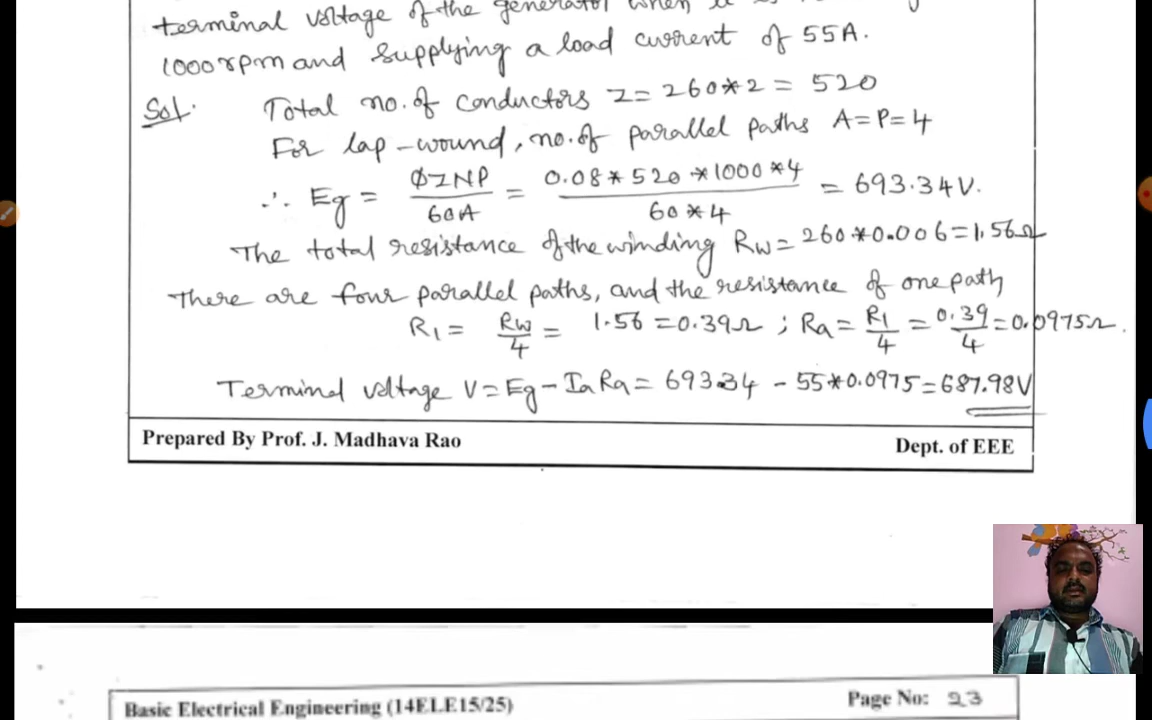 terminal voltage of the generator when it is
1000rpm and supplying a load current of 55A.
Sol. Total no. of conductors Z = 260*2 = 520
For lap-wound, no. of parallel paths A=P=4
∴ Eg = ØZNP/60A = 0.08*520*1000*4/60*4 = 693.34V.
The total resistance of the winding Rw = 260*0.006=1.56Ω
There are four parallel paths, and the resistance of one path
R1 = Rw/4 = 1.56 = 0.39Ω ; Ra = R1/4 = 0.39/4 = 0.0975Ω.
Terminal voltage V = Eg - IaRa = 693.34 - 55*0.0975 = 687.98V
Prepared By Prof. J. Madhava Rao Dept. of EEE
Basic Electrical Engineering (14ELE15/25) Page No: 23